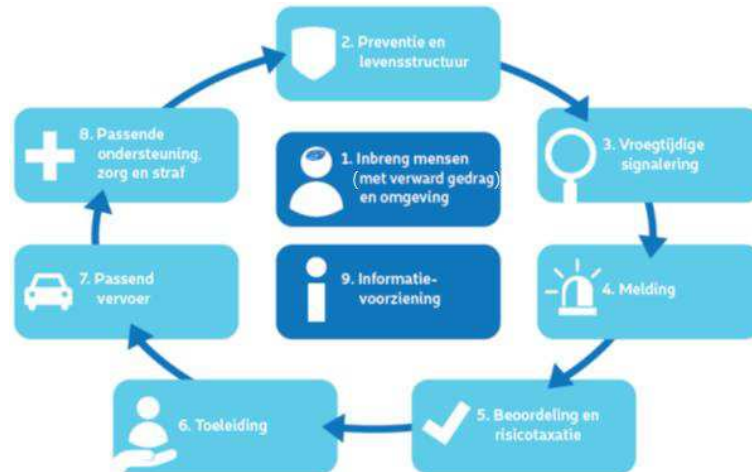 2. Preventie en
levensstructuur
8. Passende
ondersteuning,
zorg en straf
1. Inbreng mensen
(met verward gedrag)
en omgeving
3. Vroegtijdige
signalering
7. Passend
vervoer
9. Informatie-
voorziening
4. Melding
6. Toeleiding
5. Beoordeling en
risicotaxatie